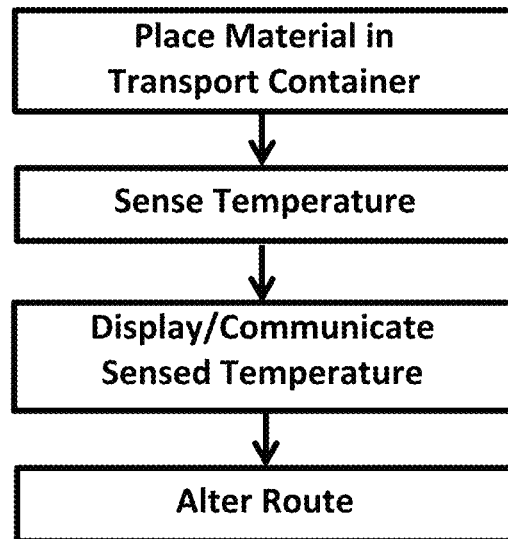 Place Material in
Transport Container
Sense Temperature
Display/Communicate
Sensed Temperature
Alter Route